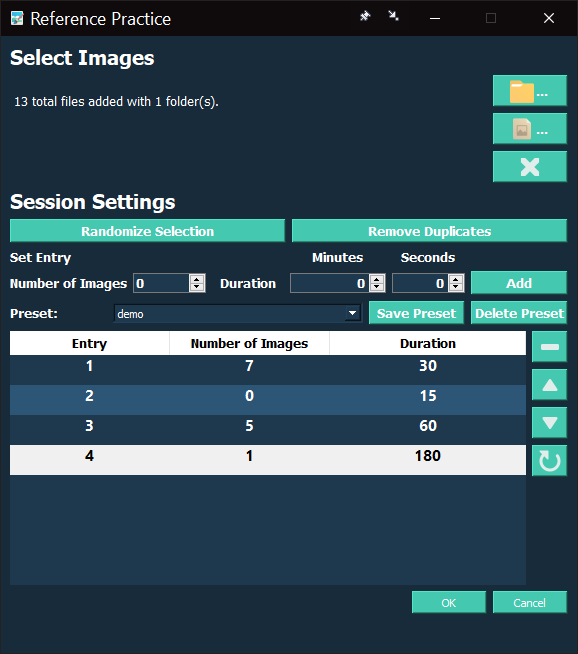 Reference Practice
Select Images
13 total files added with 1 folder(s).
...
...
Session Settings
Randomize Selection Remove Duplicates
Set Entry Minutes Seconds
Number of Images 0 Duration 0 0 Add
Preset: demo Save Preset Delete Preset
Entry Number of Images Duration
1 7 30
2 0 15
3 5 60
4 1 180
OK Cancel